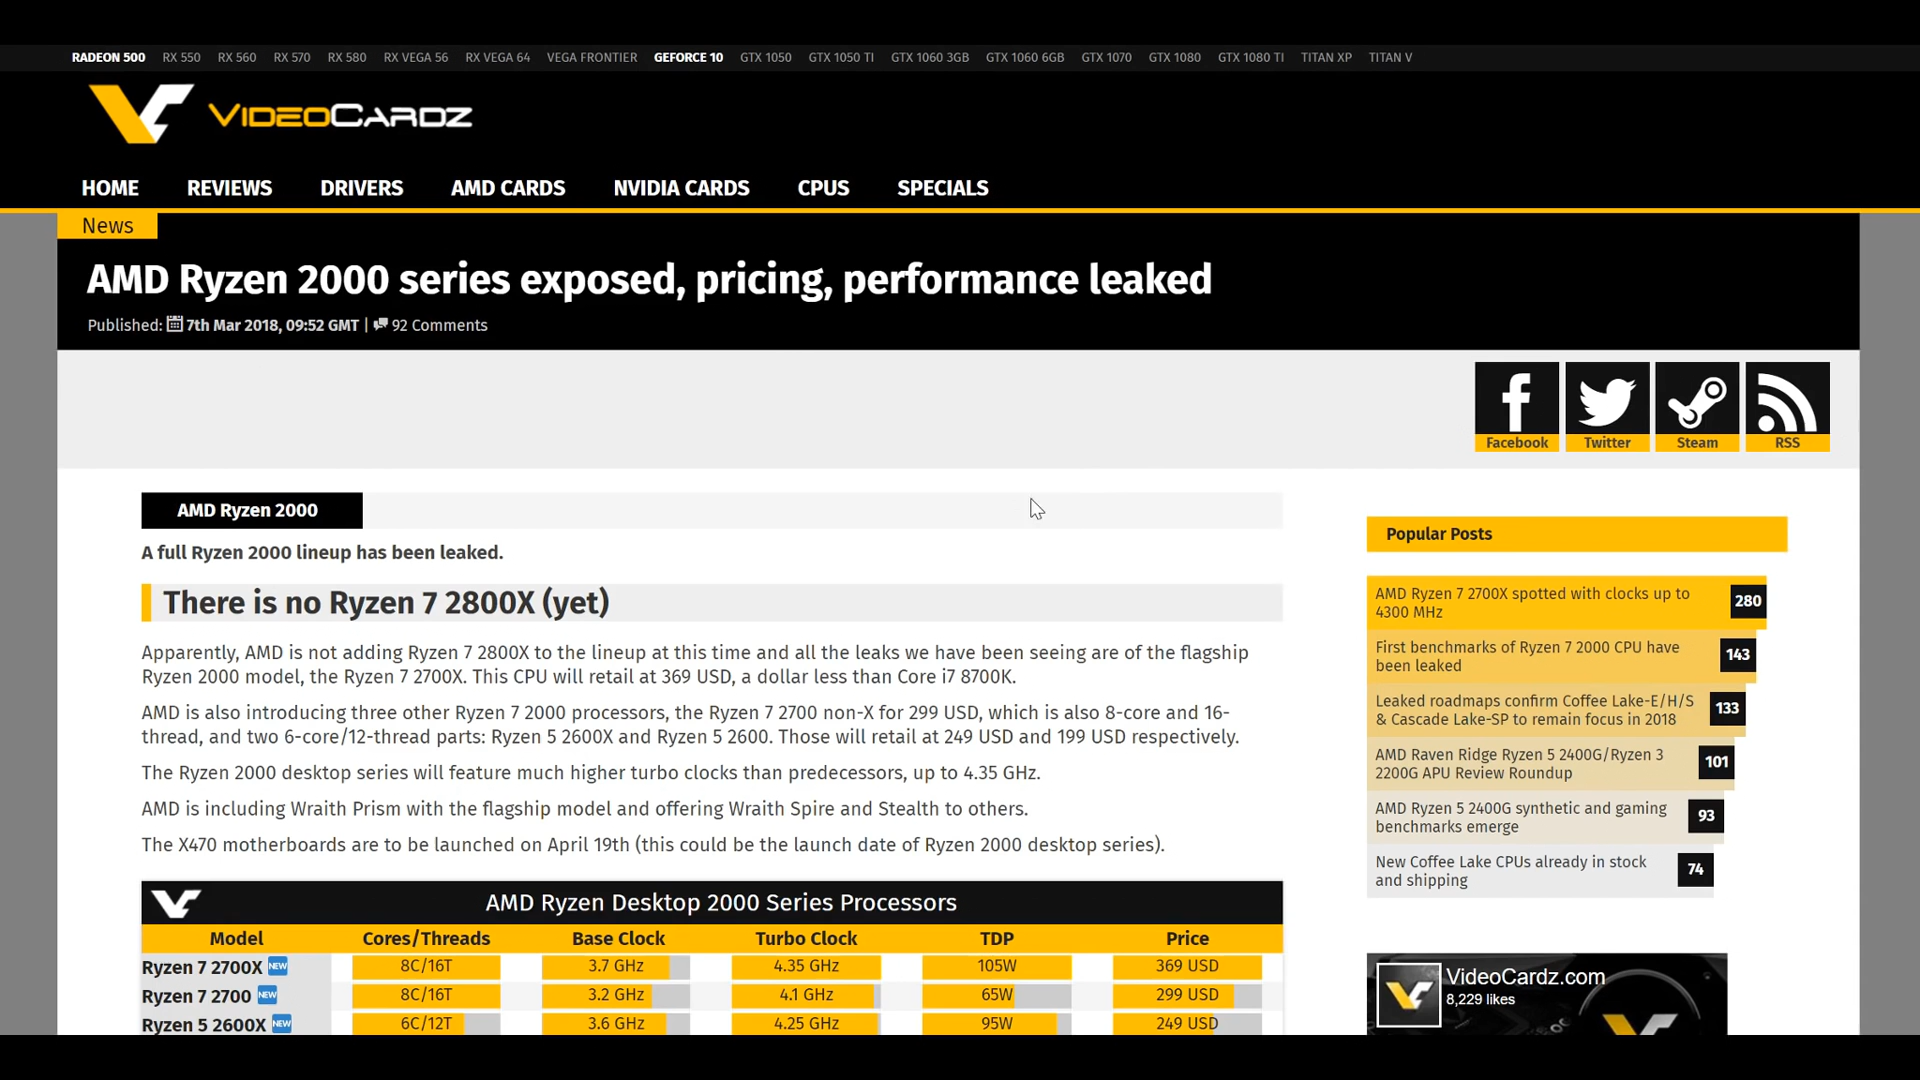 RADEON 500 RX 550 RX 560 RX 570 RX 580 RX VEGA 56 RX VEGA 64 VEGA FRONTIER GEFORCE 10 GTX 1050 GTX 1050 TI GTX 1060 3GB GTX 1060 6GB GTX 1070 GTX 1080 GTX 1080 TI TITAN XP TITAN V
VIDEOCARDZ
HOME REVIEWS DRIVERS AMD CARDS NVIDIA CARDS CPUS SPECIALS
News
AMD Ryzen 2000 series exposed, pricing, performance leaked
Published: 7th Mar 2018, 09:52 GMT | 92 Comments
Facebook Twitter Steam RSS
AMD Ryzen 2000
A full Ryzen 2000 lineup has been leaked.
There is no Ryzen 7 2800X (yet)
Apparently, AMD is not adding Ryzen 7 2800X to the lineup at this time and all the leaks we have been seeing are of the flagship
Ryzen 2000 model, the Ryzen 7 2700X. This CPU will retail at 369 USD, a dollar less than Core i7 8700K.
AMD is also introducing three other Ryzen 7 2000 processors, the Ryzen 7 2700 non-X for 299 USD, which is also 8-core and 16-
thread, and two 6-core/12-thread parts: Ryzen 5 2600X and Ryzen 5 2600. Those will retail at 249 USD and 199 USD respectively.
The Ryzen 2000 desktop series will feature much higher turbo clocks than predecessors, up to 4.35 GHz.
AMD is including Wraith Prism with the flagship model and offering Wraith Spire and Stealth to others.
The X470 motherboards are to be launched on April 19th (this could be the launch date of Ryzen 2000 desktop series).
AMD Ryzen Desktop 2000 Series Processors
Model Cores/Threads Base Clock Turbo Clock TDP Price
Ryzen 7 2700X NEW 8C/16T 3.7 GHz 4.35 GHz 105W 369 USD
Ryzen 7 2700 NEW 8C/16T 3.2 GHz 4.1 GHz 65W 299 USD
Ryzen 5 2600X NEW 6C/12T 3.6 GHz 4.25 GHz 95W 249 USD
Popular Posts
AMD Ryzen 7 2700X spotted with clocks up to
4300 MHz
280
First benchmarks of Ryzen 7 2000 CPU have
been leaked
143
Leaked roadmaps confirm Coffee Lake-E/H/S
& Cascade Lake-SP to remain focus in 2018
133
AMD Raven Ridge Ryzen 5 2400G/Ryzen 3
2200G APU Review Roundup
101
AMD Ryzen 5 2400G synthetic and gaming
benchmarks emerge
93
New Coffee Lake CPUs already in stock
and shipping
74
VideoCardz.com
8,229 likes